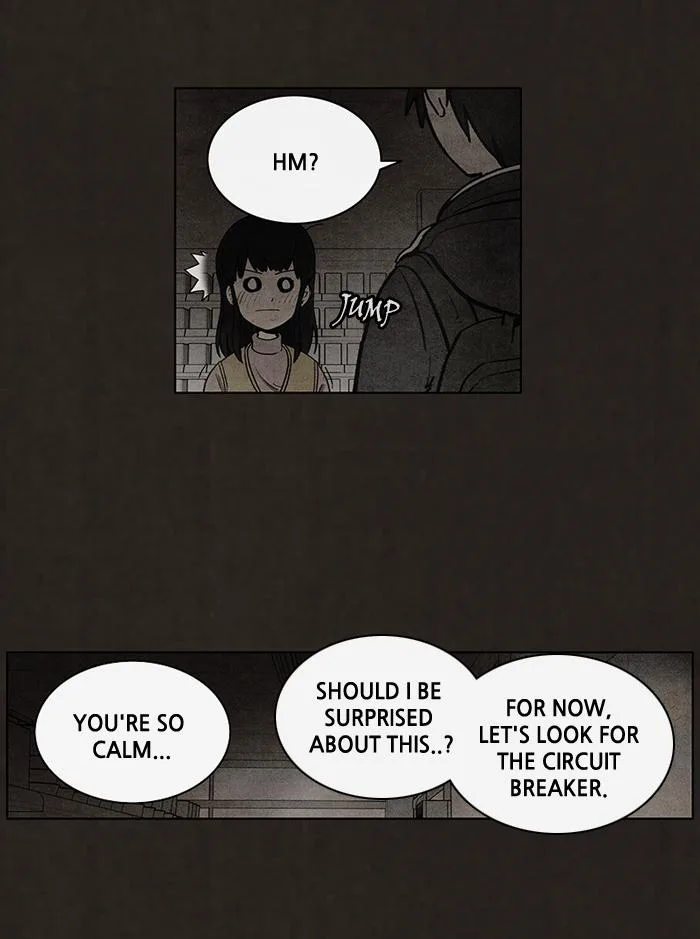 HM?
JUMP
YOU'RE SO
CALM...
SHOULD I BE
SURPRISED
ABOUT THIS..?
FOR NOW,
LET'S LOOK FOR
THE CIRCUIT
BREAKER.